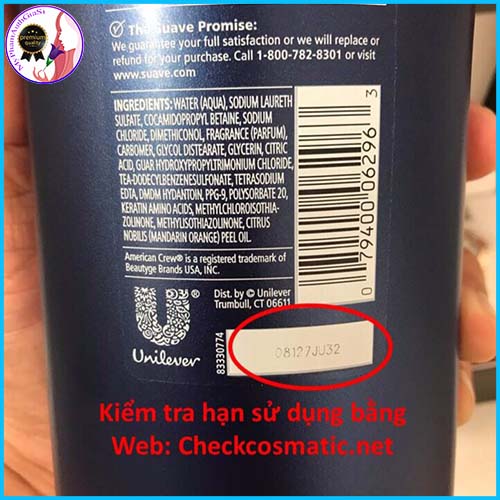 MyPhamAuthGiaSi
PREMIUM
QUALITY
The Suave Promise:
We guarantee your full satisfaction or we will replace or
refund for your purchase. Call 1-800-782-8301 or visit
www.suave.com
INGREDIENTS: WATER (AQUA), SODIUM LAURETH
SULFATE, COCAMIDOPROPYL BETAINE, SODIUM
CHLORIDE, DIMETHICONOL, FRAGRANCE (PARFUM),
CARBOMER, GLYCOL DISTEARATE, GLYCERIN, CITRIC
ACID, GUAR HYDROXYPROPYLTRIMONIUM CHLORIDE,
TEA-DODECYLBENZENESULFONATE, TETRASODIUM
EDTA, DMDM HYDANTOIN, PPG-9, POLYSORBATE 20,
KERATIN AMINO ACIDS, METHYLCHLOROISOTHIA-
ZOLINONE, METHYLISOTHIAZOLINONE, CITRUS
NOBILIS (MANDARIN ORANGE) PEEL OIL.
0 79400 06296 3
American Crew® is a registered trademark of
Beautyge Brands USA, INC.
Dist. by © Unilever
Trumbull, CT 06611
Unilever
83330774
08127JU32
Kiểm tra hạn sử dụng bằng
Web: Checkcosmatic.net